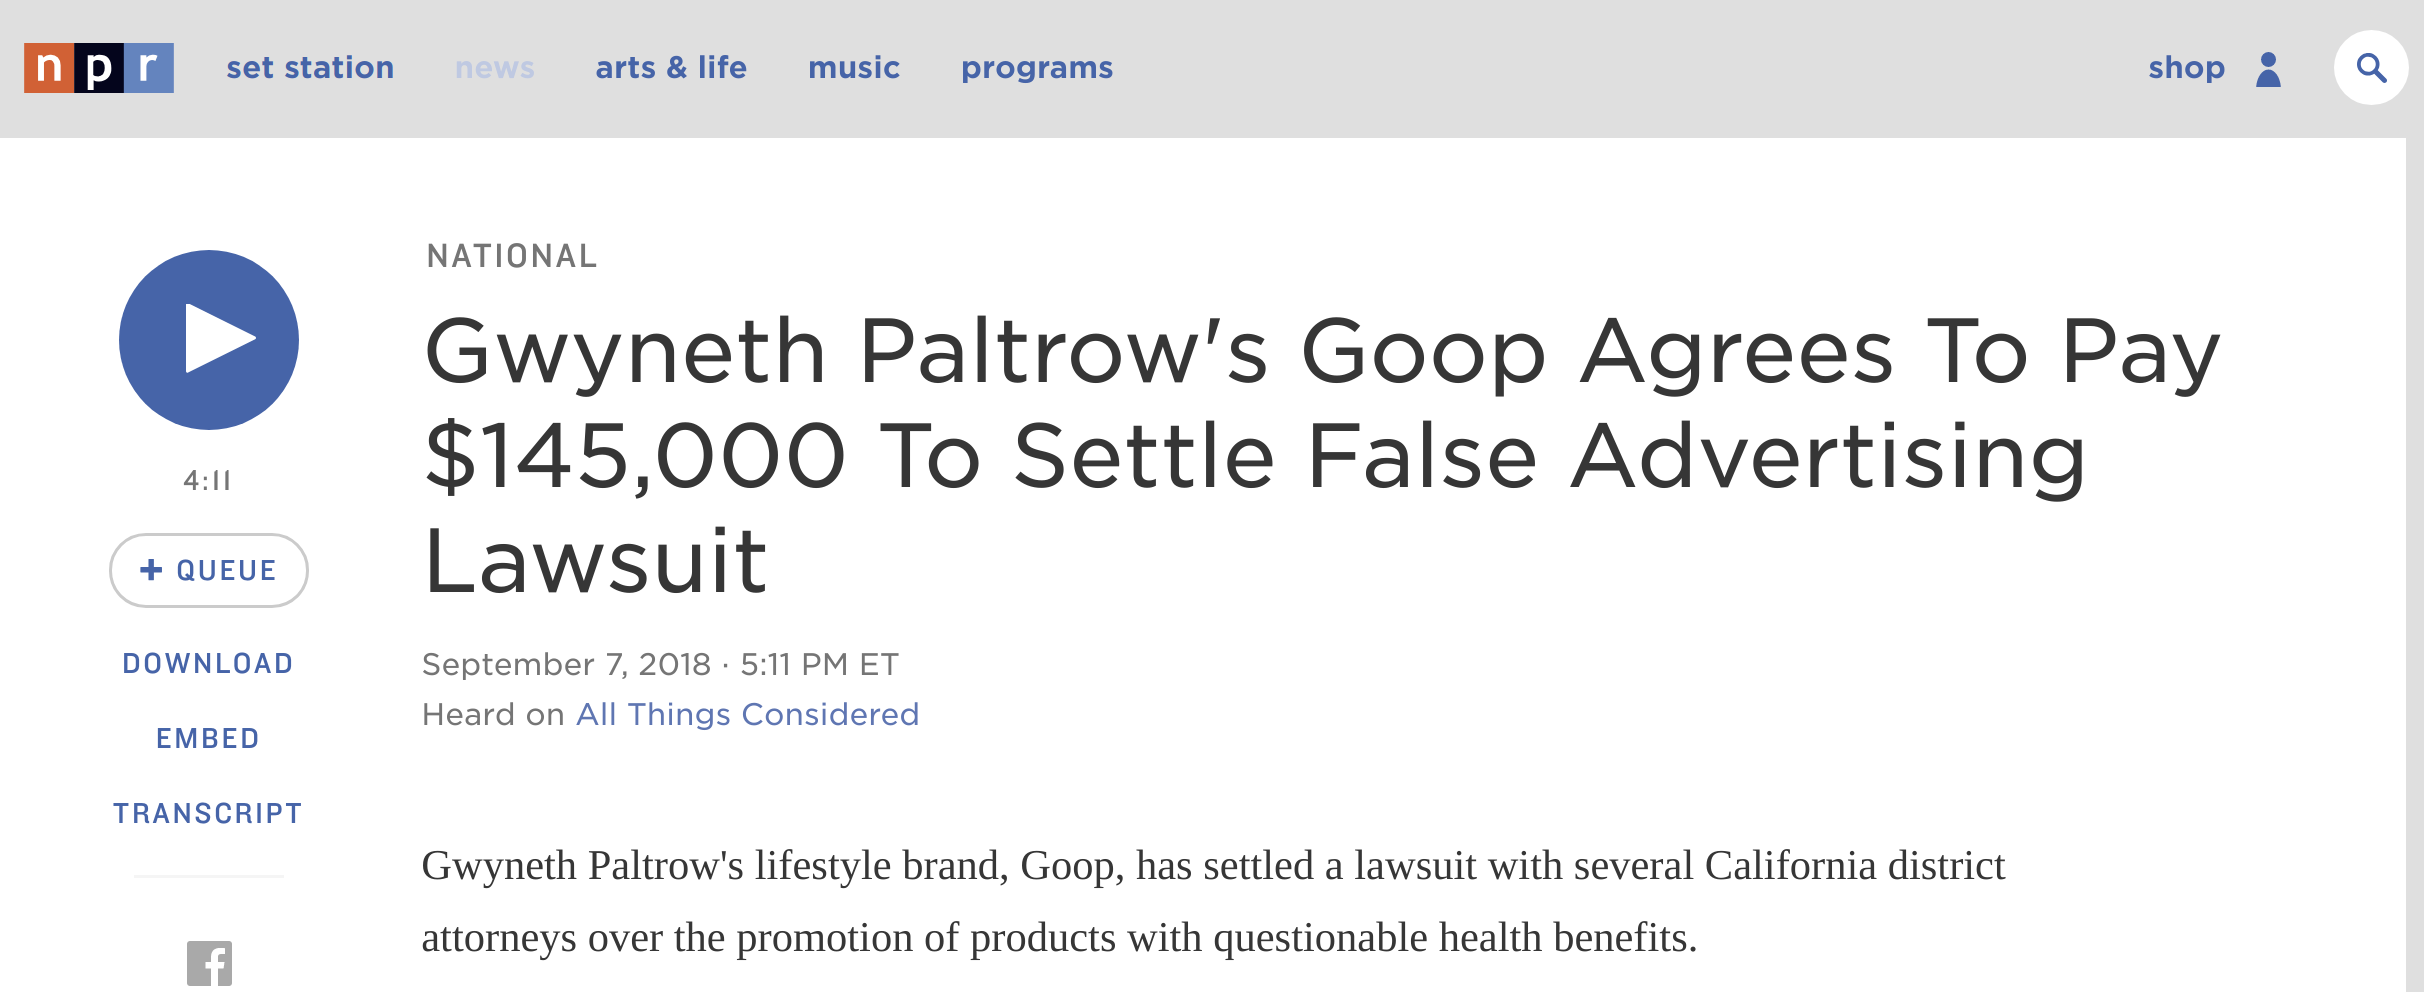 npr set station news arts & life music programs shop
NATIONAL
Gwyneth Paltrow's Goop Agrees To Pay
$145,000 To Settle False Advertising
Lawsuit
4:11
+ QUEUE
September 7, 2018 · 5:11 PM ET
Heard on All Things Considered
DOWNLOAD
EMBED
TRANSCRIPT
Gwyneth Paltrow's lifestyle brand, Goop, has settled a lawsuit with several California district
attorneys over the promotion of products with questionable health benefits.
f